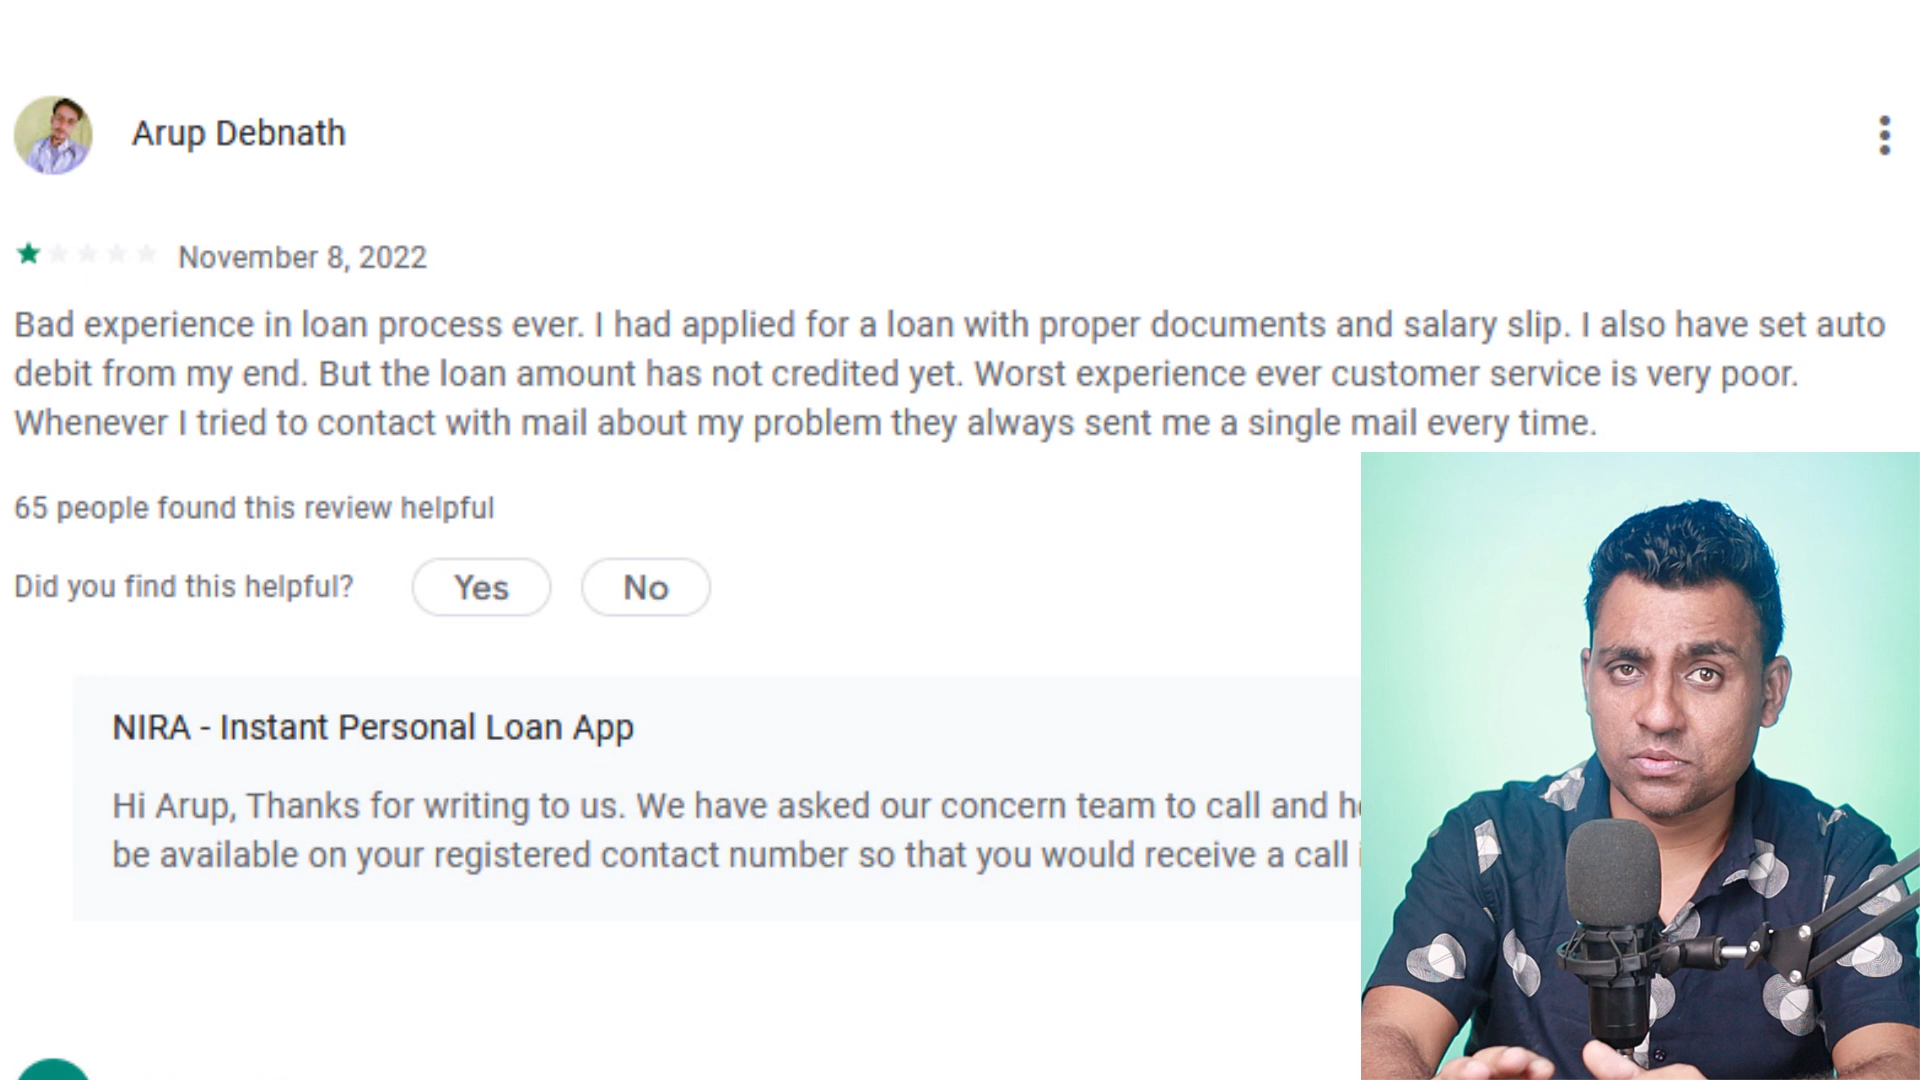 Arup Debnath
November 8, 2022
Bad experience in loan process ever. I had applied for a loan with proper documents and salary slip. I also have set auto
debit from my end. But the loan amount has not credited yet. Worst experience ever customer service is very poor.
Whenever I tried to contact with mail about my problem they always sent me a single mail every time.
65 people found this review helpful
Did you find this helpful? Yes No
NIRA - Instant Personal Loan App
Hi Arup, Thanks for writing to us. We have asked our concern team to call and
be available on your registered contact number so that you would receive a call